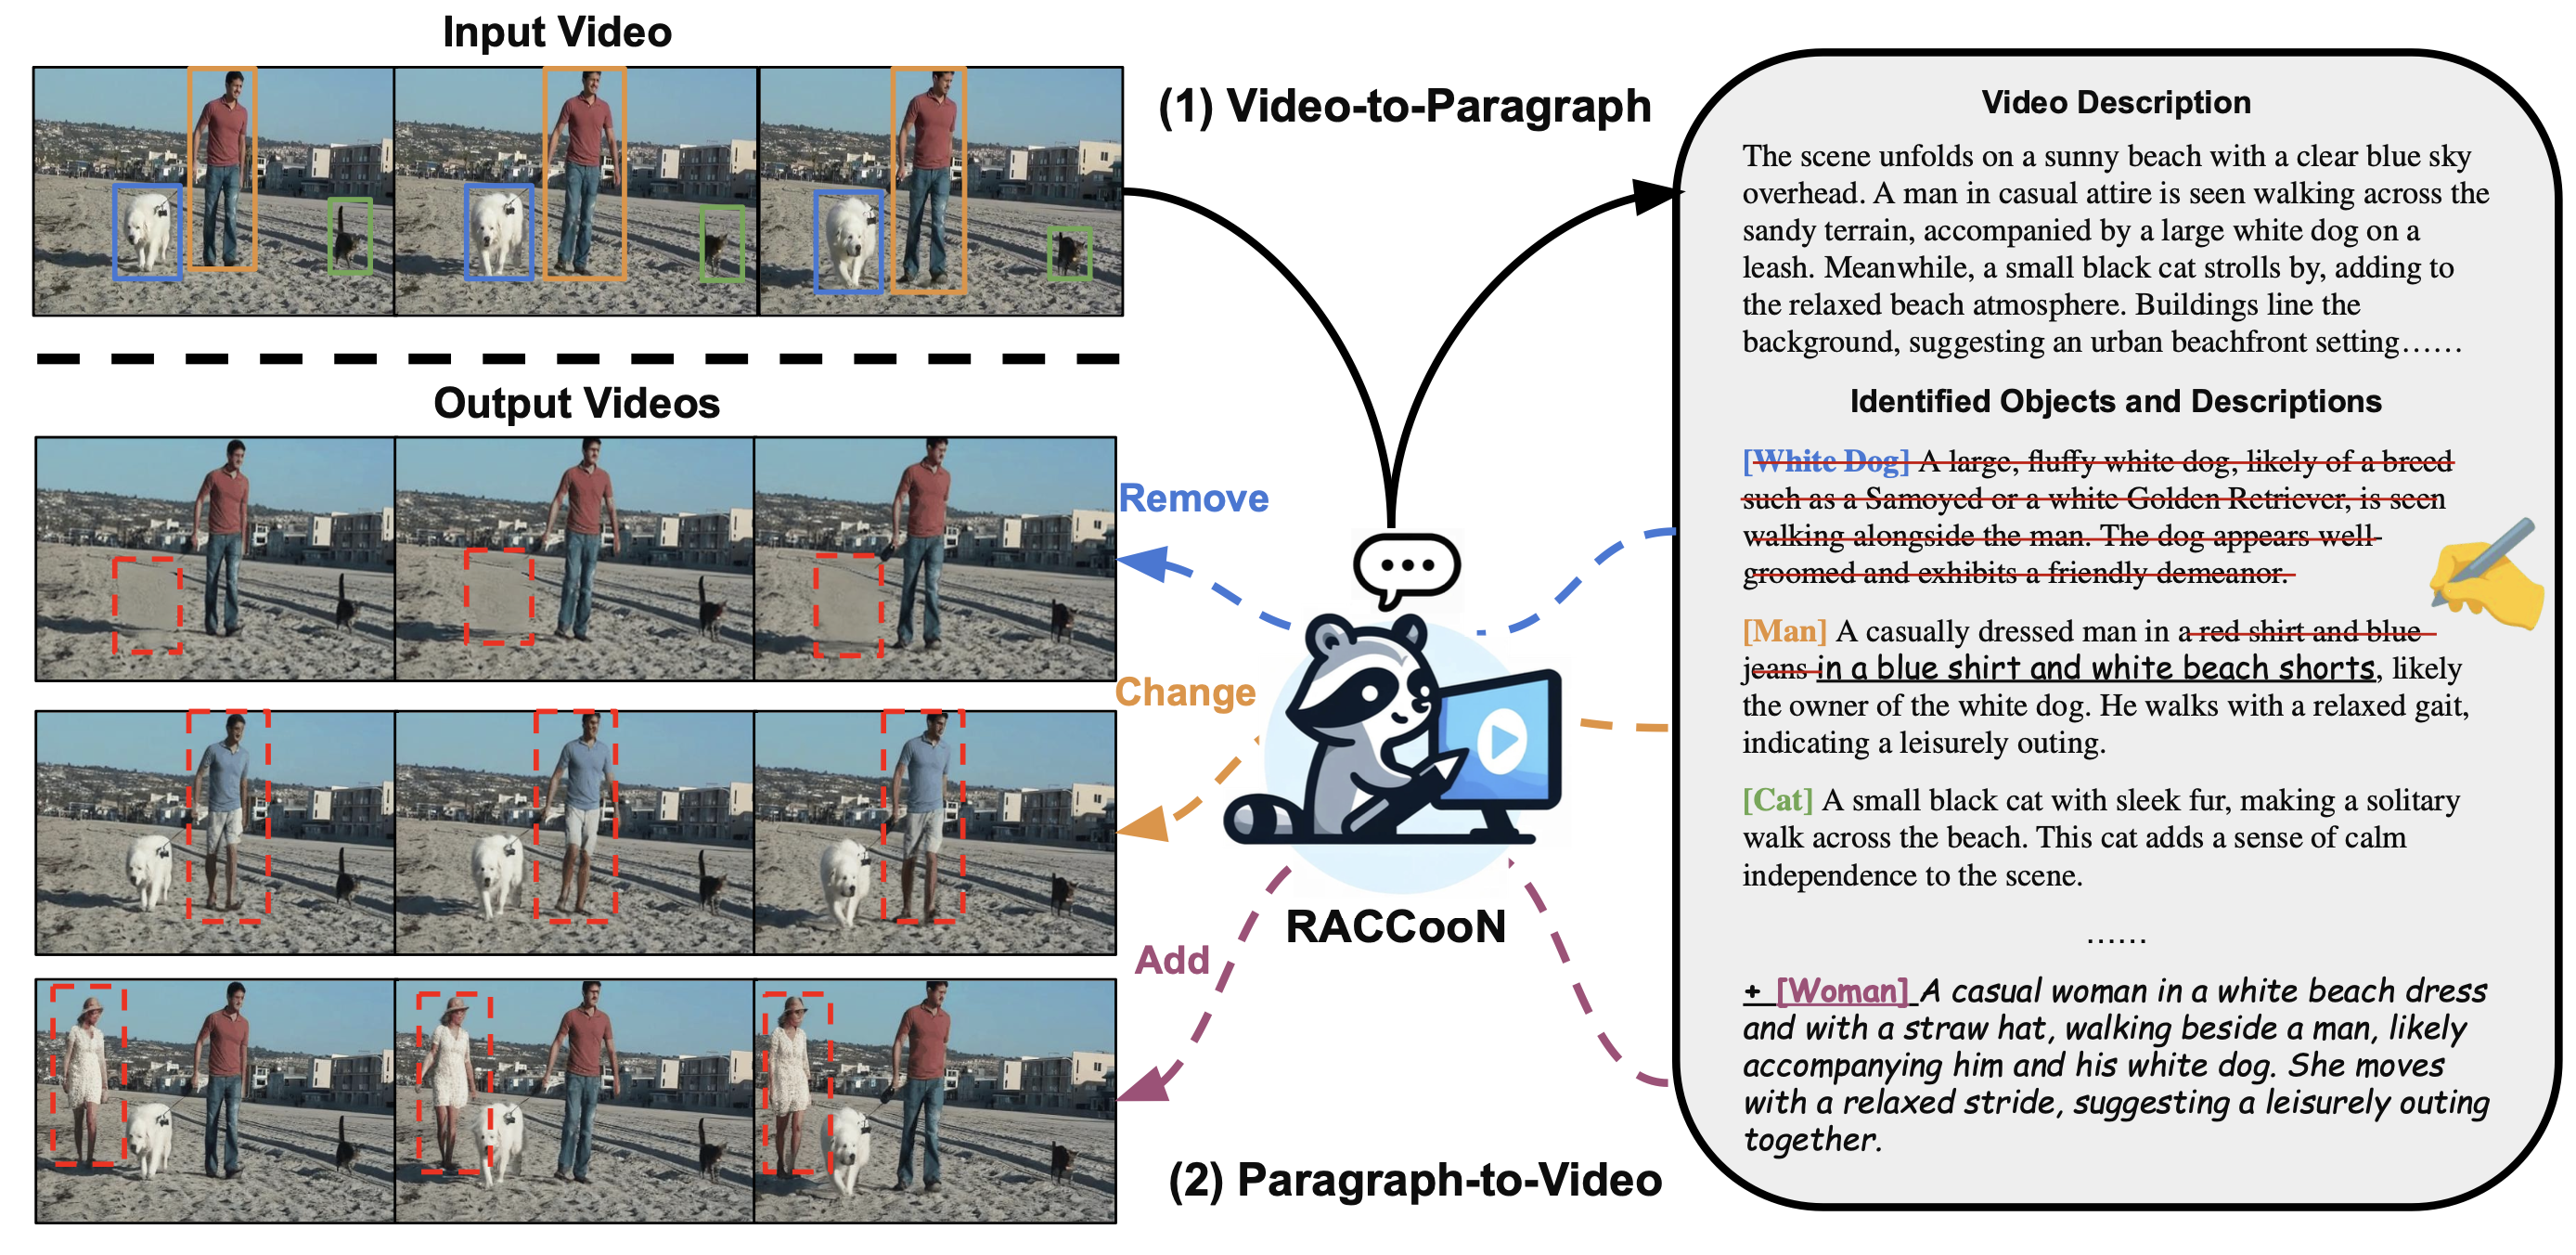 Input Video
(1) Video-to-Paragraph
Output Videos
Remove
Change
Add
RACCooN
(2) Paragraph-to-Video
Video Description
The scene unfolds on a sunny beach with a clear blue sky
overhead. A man in casual attire is seen walking across the
sandy terrain, accompanied by a large white dog on a
leash. Meanwhile, a small black cat strolls by, adding to
the relaxed beach atmosphere. Buildings line the
background, suggesting an urban beachfront setting......
Identified Objects and Descriptions
[White Dog] A large, fluffy white dog, likely of a breed
such as a Samoyed or a white Golden Retriever, is seen
walking alongside the man. The dog appears well-
groomed and exhibits a friendly demeanor.
[Man] A casually dressed man in a red shirt and blue
jeans in a blue shirt and white beach shorts, likely
the owner of the white dog. He walks with a relaxed gait,
indicating a leisurely outing.
[Cat] A small black cat with sleek fur, making a solitary
walk across the beach. This cat adds a sense of calm
independence to the scene.
......
+ [Woman] A casual woman in a white beach dress
and with a straw hat, walking beside a man, likely
accompanying him and his white dog. She moves
with a relaxed stride, suggesting a leisurely outing
together.